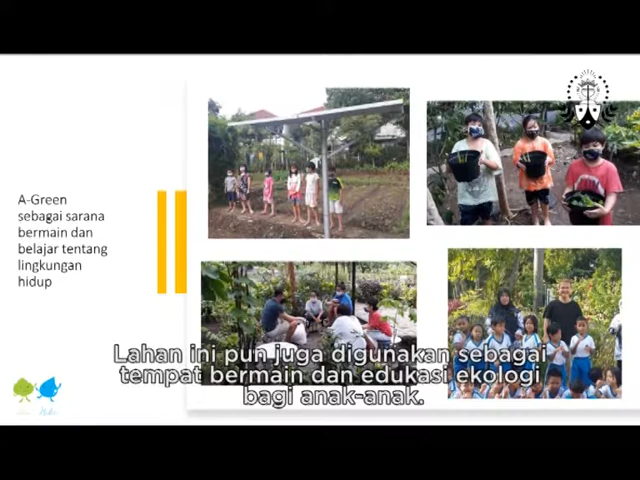 A-Green
sebagai sarana
bermain dan
belajar tentang
lingkungan
hidup
Lahan ini pun juga digunakan sebagai
tempat bermain dan edukasi ekologi
bagi anak-anak.